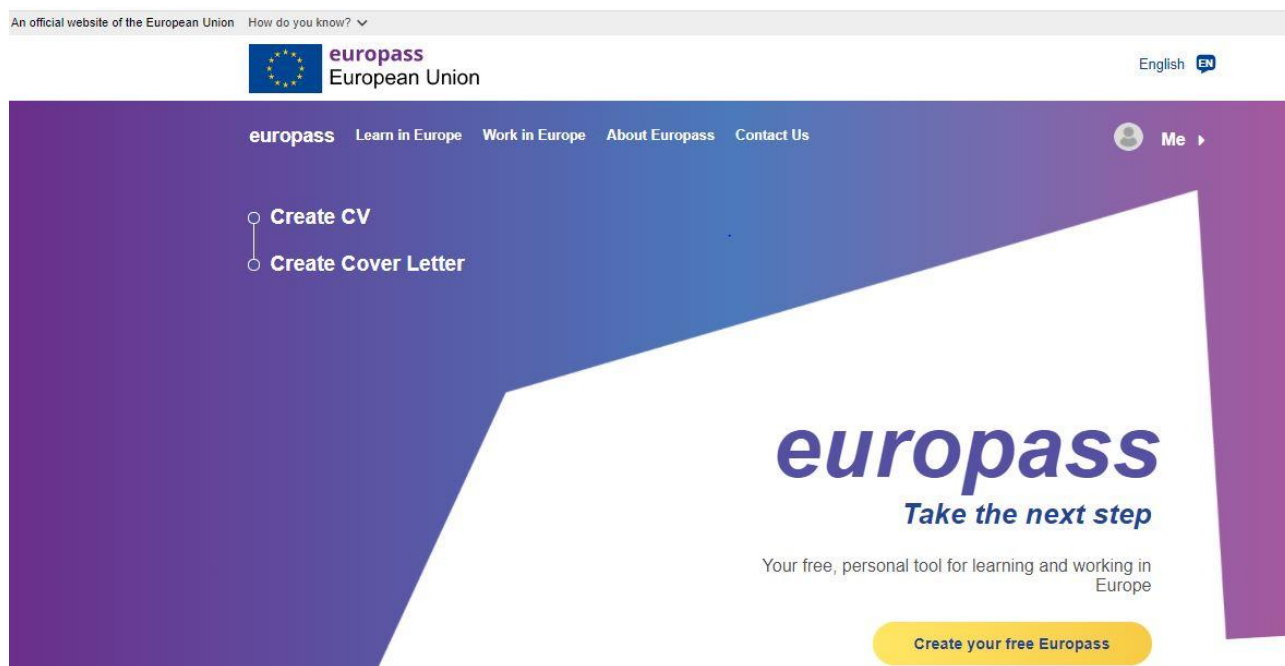 An official website of the European Union How do you know?
europass
European Union
English EN
europass Learn in Europe Work in Europe About Europass Contact Us Me
Create CV
Create Cover Letter
europass
Take the next step
Your free, personal tool for learning and working in
Europe
Create your free Europass